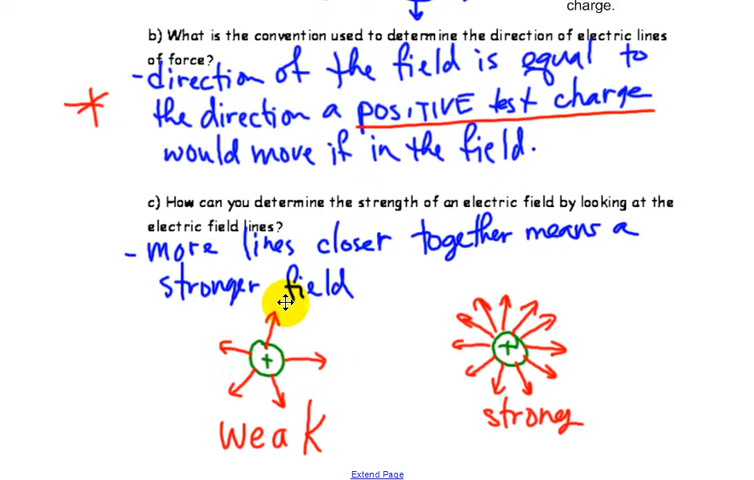 charge.
b) What is the convention used to determine the direction of electric lines
of force?
- direction of the field is equal to
the direction a POSITIVE test charge
would move if in the field.
c) How can you determine the strength of an electric field by looking at the
electric field lines?
- more lines closer together means a
stronger field
+ +
weak strong
Extend Page